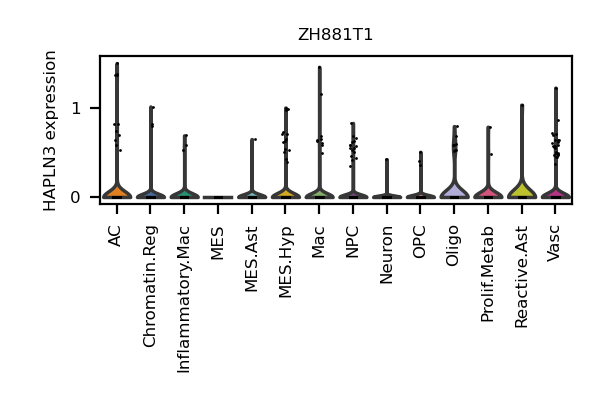 ZH881T1
HAPLN3 expression
1
0
AC
Chromatin.Reg
Inflammatory.Mac
MES
MES.Ast
MES.Hyp
Mac
NPC
Neuron
OPC
Oligo
Prolif.Metab
Reactive.Ast
Vasc